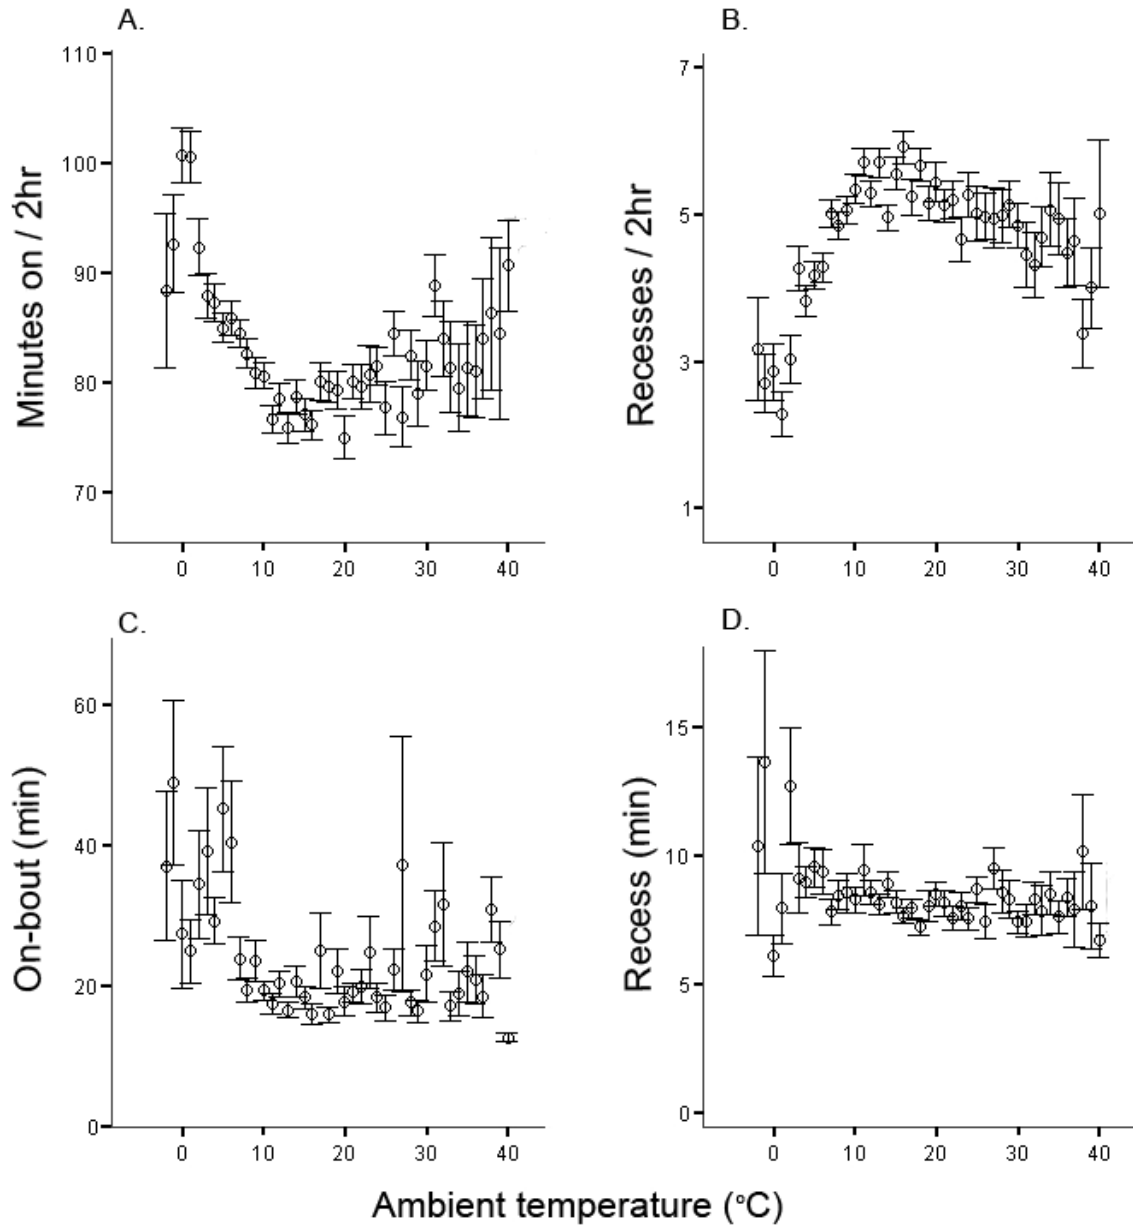 A.
110
100
90
80
70
Minutes on / 2hr
0 10 20 30 40
B.
7
5
3
1
Recesses / 2hr
0 10 20 30 40
C.
60
40
20
0
On-bout (min)
0 10 20 30 40
D.
15
10
5
0
Recess (min)
0 10 20 30 40
Ambient temperature (°C)